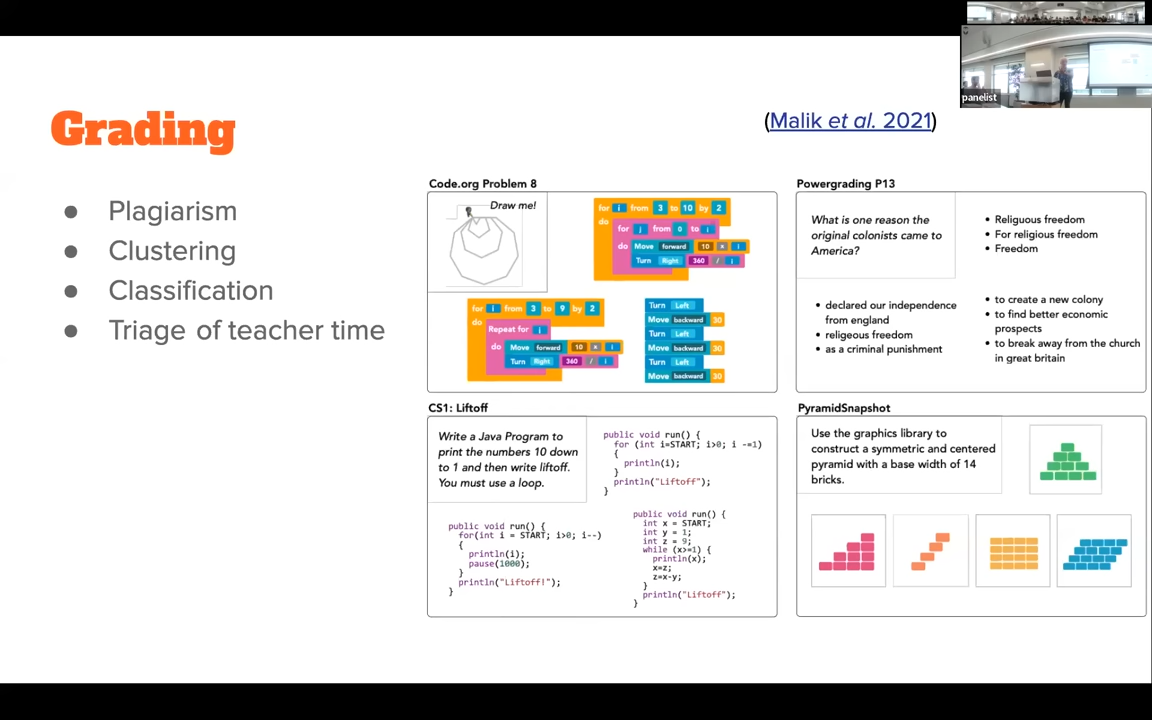 panelist
Grading
(Malik et al. 2021)
● Plagiarism
● Clustering
● Classification
● Triage of teacher time
Code.org Problem 8
Draw me!
for i from 3 to 10 by 2
do
for j from 0 to i
do Move forward 10 x i
Turn Right 360 / i
for i from 3 to 9 by 2
do
Repeat for i
do Move forward 10 x i
Turn Right 360 / i
Turn Left
Move backward 30
Turn Left
Move backward 30
Turn Left
Move backward 30
Powergrading P13
What is one reason the
original colonists came to
America?
• Religuous freedom
• For religious freedom
• Freedom
• declared our independence
from england
• religeous freedom
• as a criminal punishment
• to create a new colony
• to find better economic
prospects
• to break away from the church
in great britain
CS1: Liftoff
Write a Java Program to
print the numbers 10 down
to 1 and then write liftoff.
You must use a loop.
public void run() {
for (int i=START; i>0; i -=1)
{
println(i);
}
println("Liftoff");
}
public void run() {
for(int i = START; i>0; i--)
{
println(i);
pause(1000);
}
println("Liftoff!");
}
public void run() {
int x = START;
int y = 1;
int z = 9;
while (x>=1) {
println(x);
x=z;
z=x-y;
}
println("Liftoff");
}
PyramidSnapshot
Use the graphics library to
construct a symmetric and centered
pyramid with a base width of 14
bricks.